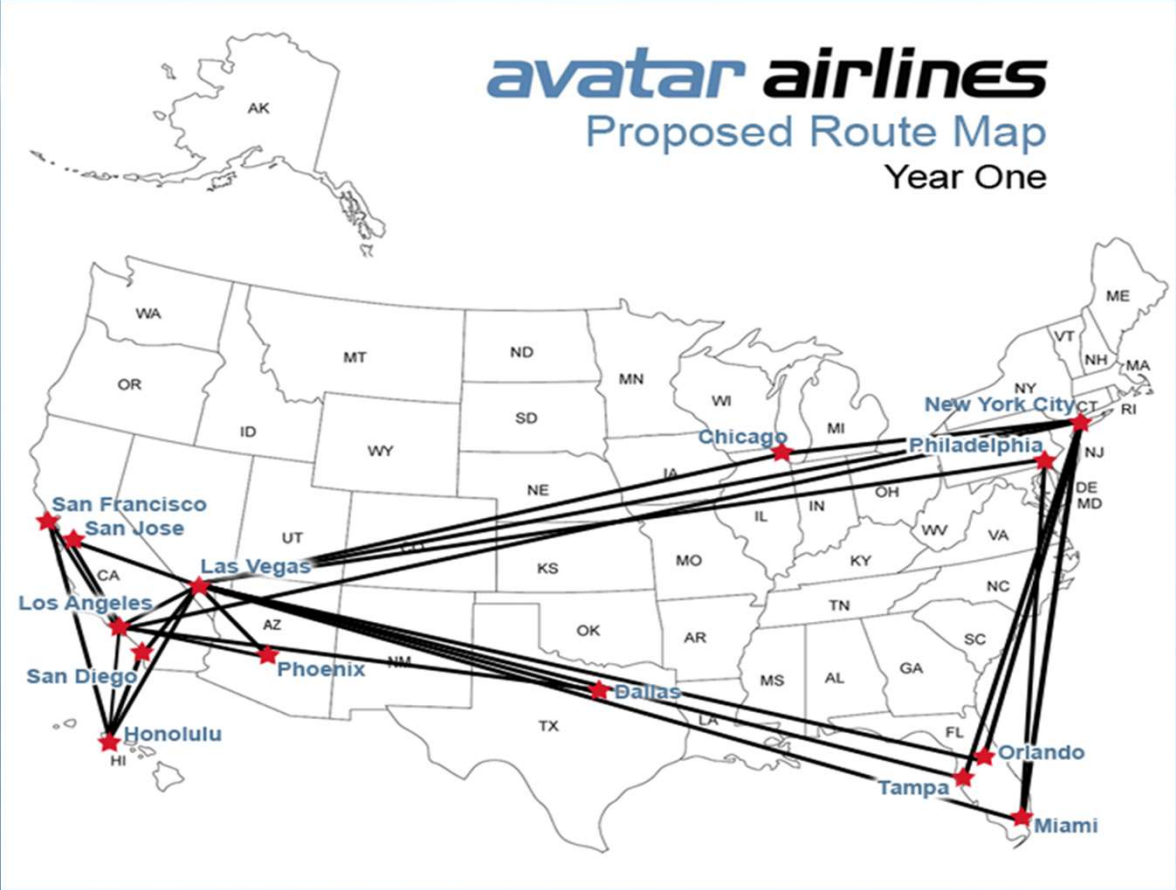 avatar airlines
Proposed Route Map
Year One
AK
WA
OR
ID
MT
WY
ND
SD
NE
MN
WI
MI
IA
IL
IN
OH
NY
VT
NH
ME
MA
RI
CT
NJ
DE
MD
New York City
Philadelphia
Chicago
San Francisco
San Jose
Las Vegas
Los Angeles
San Diego
Phoenix
Honolulu
HI
CA
UT
CO
AZ
NM
KS
OK
TX
MO
AR
LA
MS
AL
GA
FL
SC
NC
TN
KY
WV
VA
Dallas
Orlando
Tampa
Miami